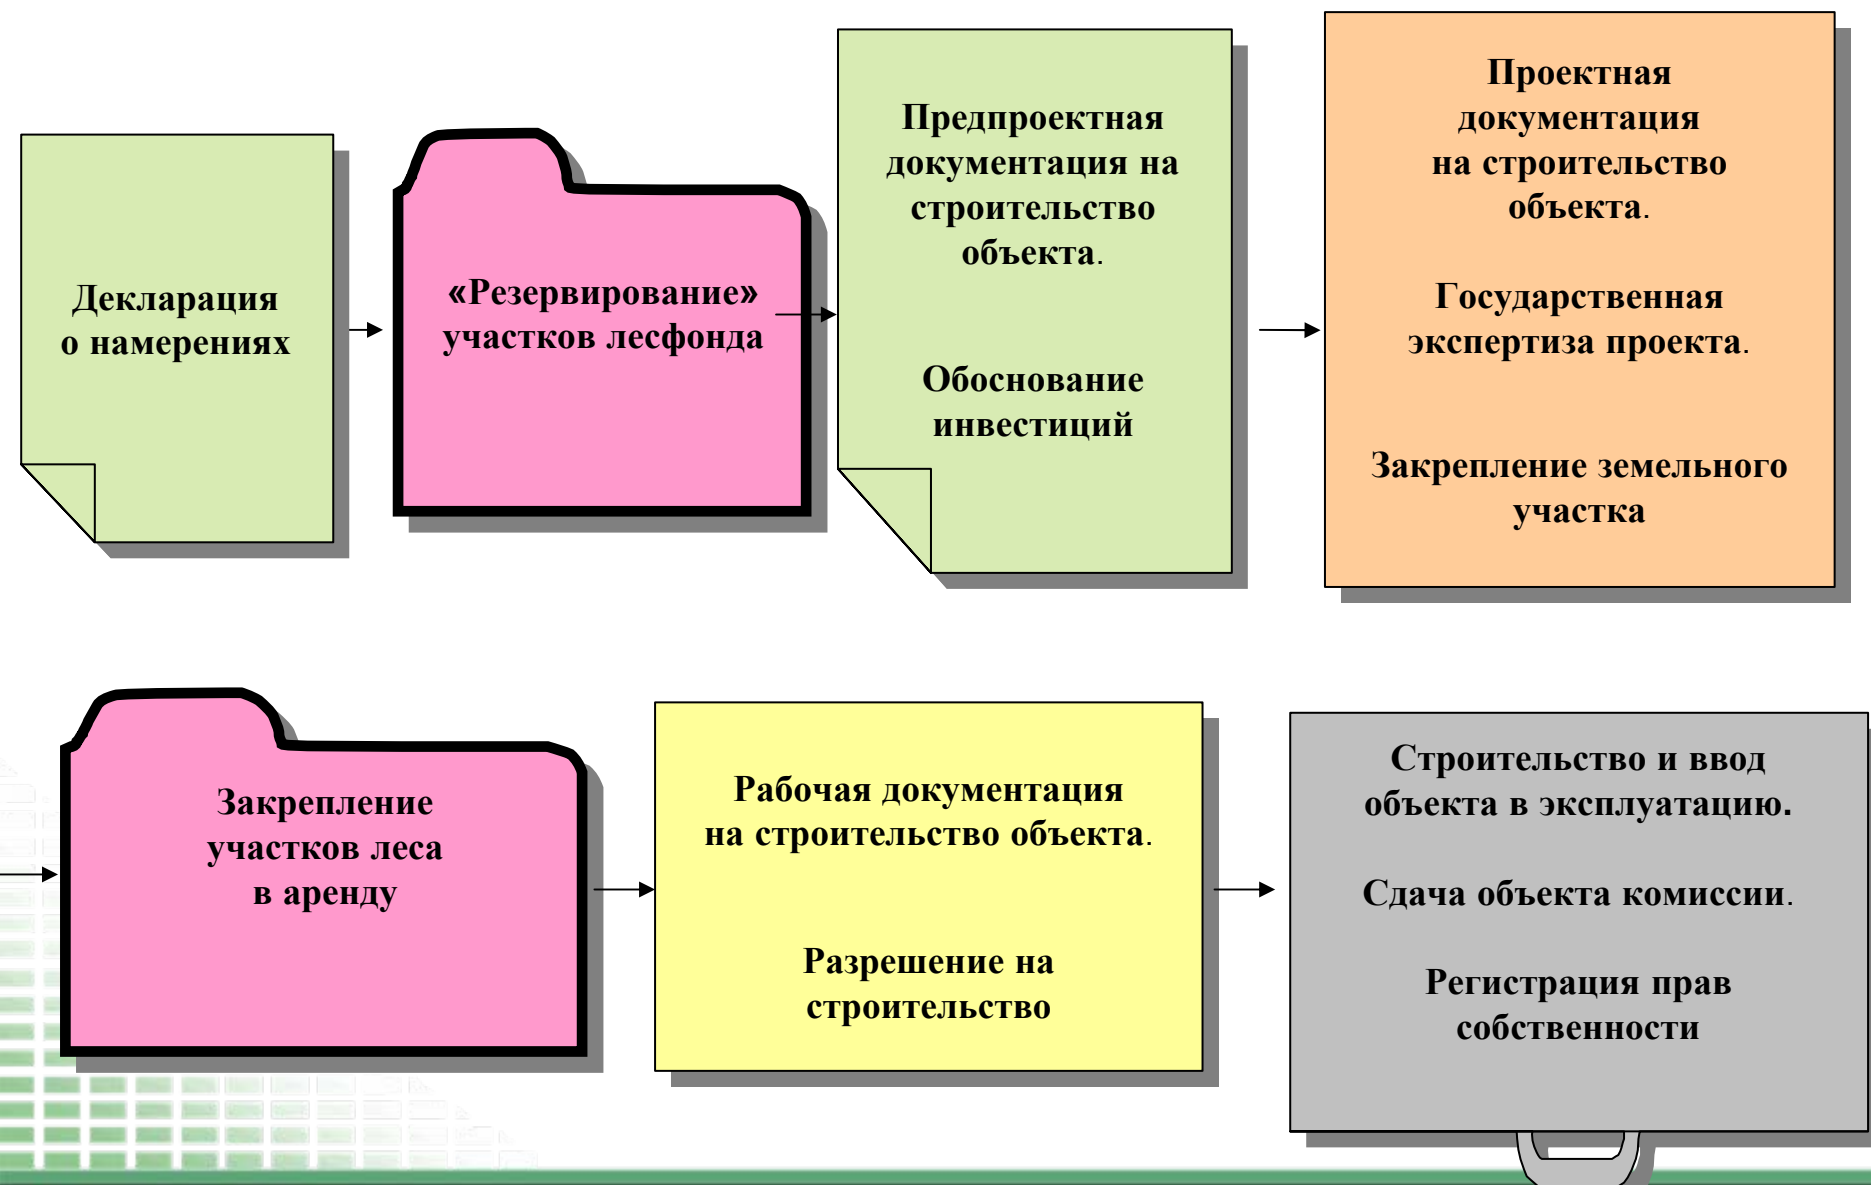 Декларация
о намерениях
«Резервирование»
участков лесфонда
Предпроектная
документация на
строительство
объекта.
Обоснование
инвестиций
Проектная
документация
на строительство
объекта.
Государственная
экспертиза проекта.
Закрепление земельного
участка
Закрепление
участков леса
в аренду
Рабочая документация
на строительство объекта.
Разрешение на
строительство
Строительство и ввод
объекта в эксплуатацию.
Сдача объекта комиссии.
Регистрация прав
собственности